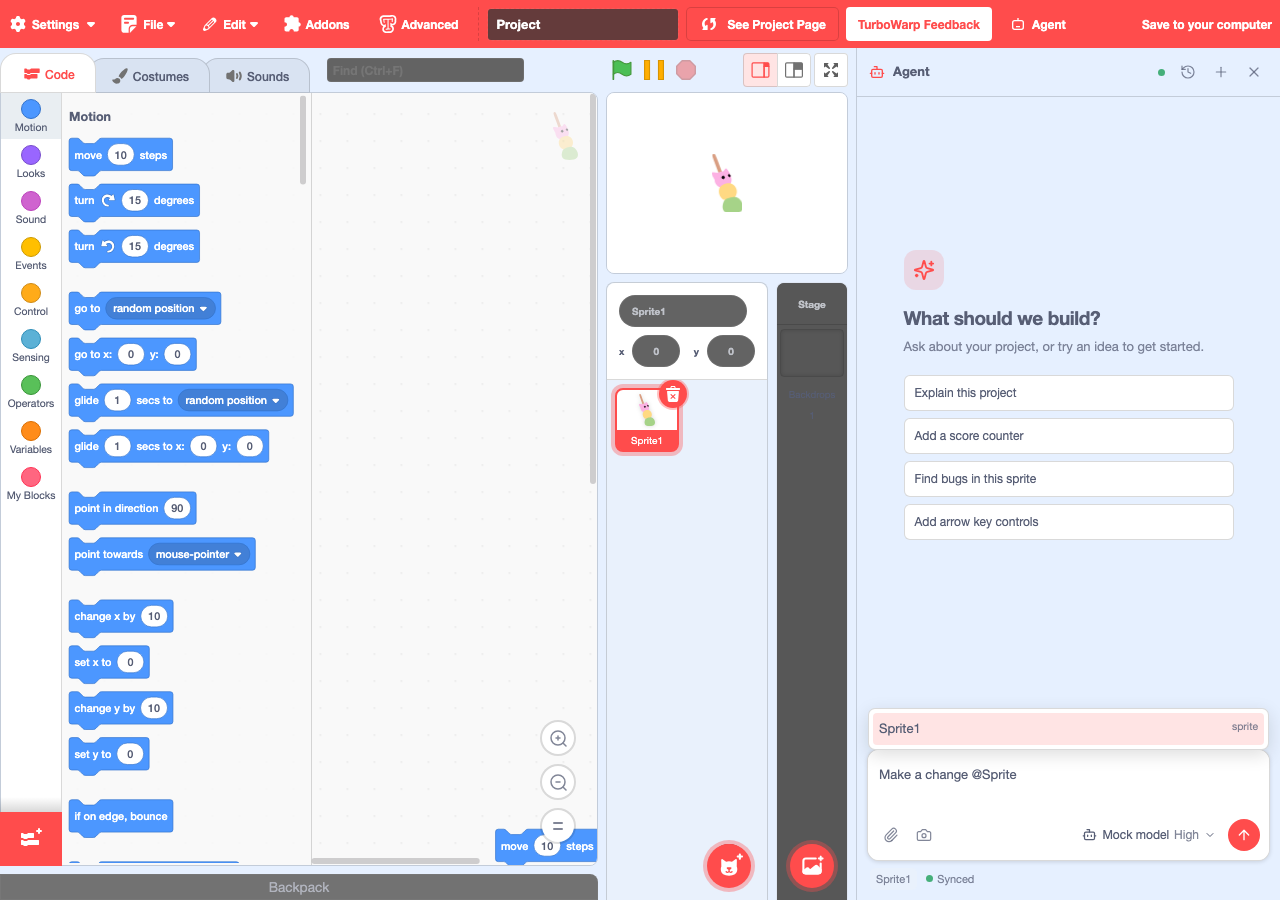 Settings File Edit Addons Advanced Project See Project Page TurboWarp Feedback Agent Save to your computer
Code Costumes Sounds Find (Ctrl+F)
Agent
Motion
Looks
Sound
Events
Control
Sensing
Operators
Variables
My Blocks
Motion
move 10 steps
turn 15 degrees
turn 15 degrees
go to random position
go to x: 0 y: 0
glide 1 secs to random position
glide 1 secs to x: 0 y: 0
point in direction 90
point towards mouse-pointer
change x by 10
set x to 0
change y by 10
set y to 0
if on edge, bounce
move 10 steps
Backpack
Sprite1
x 0 y 0
Sprite1
Stage
What should we build?
Ask about your project, or try an idea to get started.
Explain this project
Add a score counter
Find bugs in this sprite
Add arrow key controls
Sprite1 sprite
Make a change @Sprite
Mock model High
Sprite1 Synced